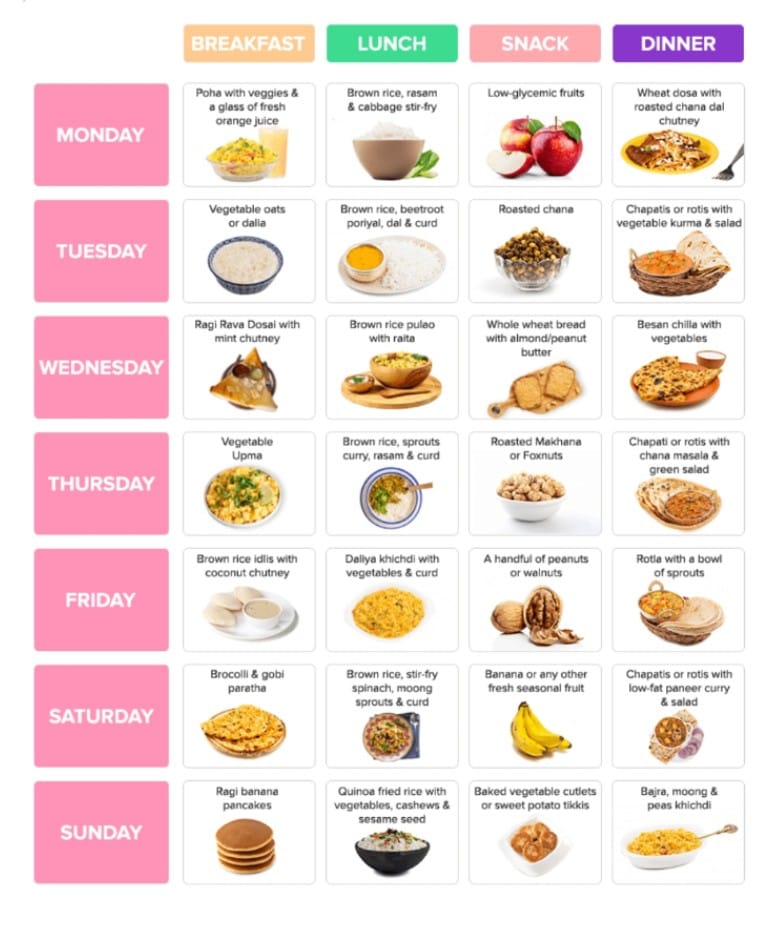 BREAKFAST
LUNCH
SNACK
DINNER
MONDAY
Poha with veggies &
a glass of fresh
orange juice
Brown rice, rasam
& cabbage stir-fry
Low-glycemic fruits
Wheat dosa with
roasted chana dal
chutney
TUESDAY
Vegetable oats
or dalia
Brown rice, beetroot
poriyal, dal & curd
Roasted chana
Chapatis or rotis with
vegetable kurma & salad
WEDNESDAY
Ragi Rava Dosai with
mint chutney
Brown rice pulao
with raita
Whole wheat bread
with almond/peanut
butter
Besan chilla with
vegetables
THURSDAY
Vegetable
Upma
Brown rice, sprouts
curry, rasam & curd
Roasted Makhana
or Foxnuts
Chapati or rotis with
chana masala &
green salad
FRIDAY
Brown rice idlis with
coconut chutney
Daliya khichdi with
vegetables & curd
A handful of peanuts
or walnuts
Rotla with a bowl
of sprouts
SATURDAY
Brocolli & gobi
paratha
Brown rice, stir-fry
spinach, moong
sprouts & curd
Banana or any other
fresh seasonal fruit
Chapatis or rotis with
low-fat paneer curry
& salad
SUNDAY
Ragi banana
pancakes
Quinoa fried rice with
vegetables, cashews &
sesame seed
Baked vegetable cutlets
or sweet potato tikkis
Bajra, moong &
peas khichdi